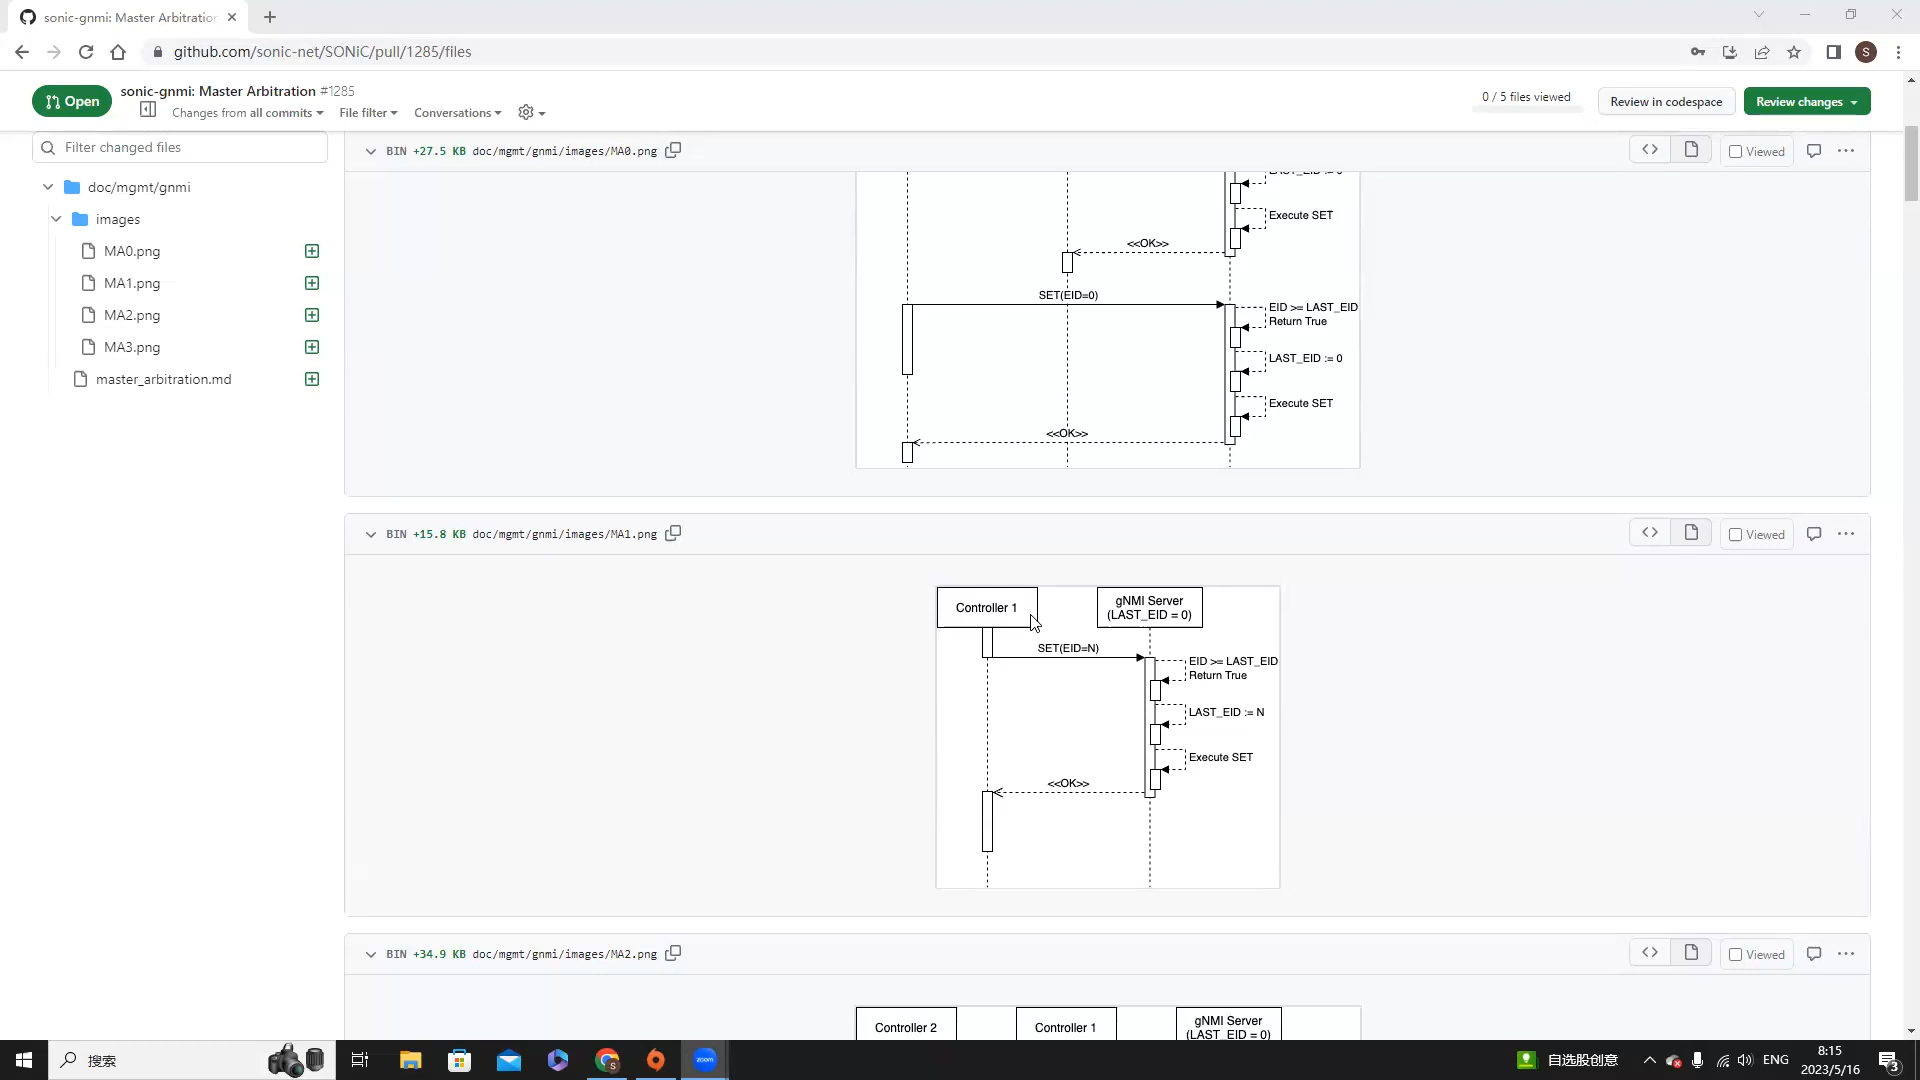 sonic-gnmi: Master Arbitration
github.com/sonic-net/SONiC/pull/1285/files
S
Open
sonic-gnmi: Master Arbitration #1285
Changes from all commits
File filter
Conversations
0 / 5 files viewed
Review in codespace
Review changes
Filter changed files
doc/mgmt/gnmi
images
MA0.png
MA1.png
MA2.png
MA3.png
master_arbitration.md
BIN +27.5 KB doc/mgmt/gnmi/images/MA0.png
Viewed
Execute SET
<<OK>>
SET(EID=0)
EID >= LAST_EID
Return True
LAST_EID := 0
Execute SET
<<OK>>
BIN +15.8 KB doc/mgmt/gnmi/images/MA1.png
Viewed
Controller 1
gNMI Server
(LAST_EID = 0)
SET(EID=N)
EID >= LAST_EID
Return True
LAST_EID := N
Execute SET
<<OK>>
BIN +34.9 KB doc/mgmt/gnmi/images/MA2.png
Viewed
Controller 2
Controller 1
gNMI Server
(LAST_EID = 0)
搜索
zoom
自选股创意
ENG
8:15
2023/5/16
3